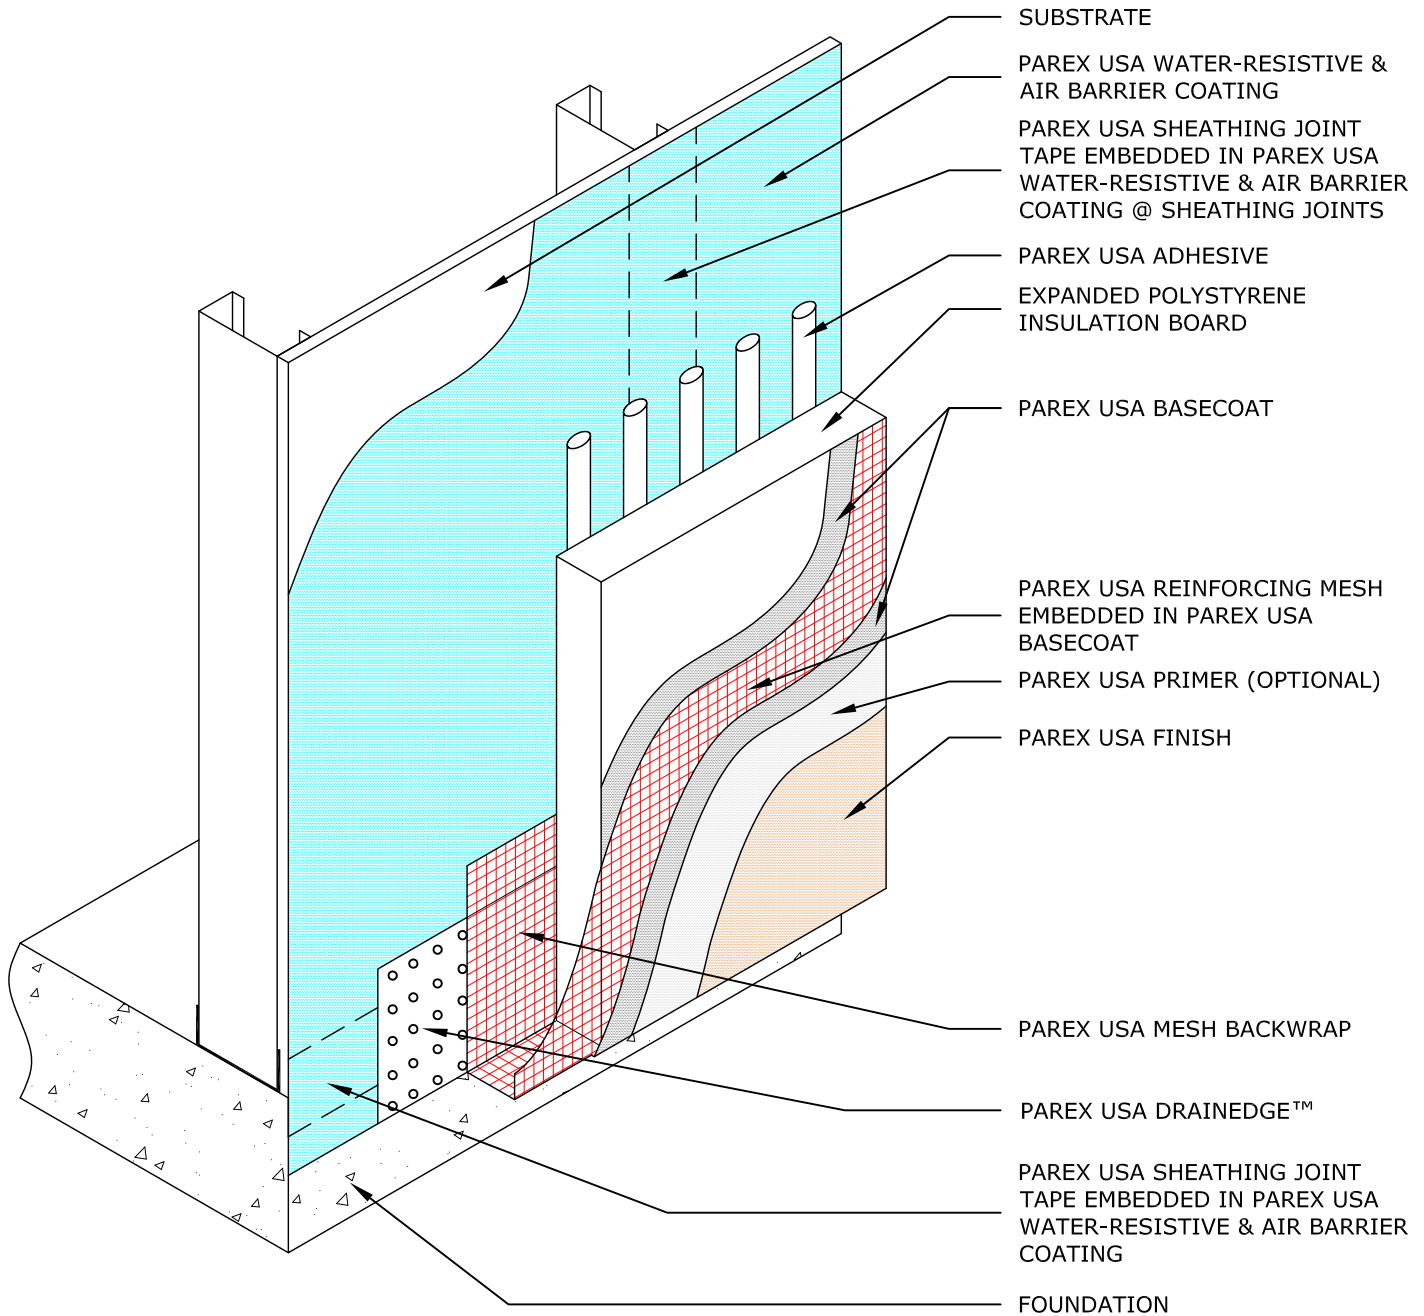 SUBSTRATE
PAREX USA WATER-RESISTIVE &
AIR BARRIER COATING
PAREX USA SHEATHING JOINT
TAPE EMBEDDED IN PAREX USA
WATER-RESISTIVE & AIR BARRIER
COATING @ SHEATHING JOINTS
PAREX USA ADHESIVE
EXPANDED POLYSTYRENE
INSULATION BOARD
PAREX USA BASECOAT
PAREX USA REINFORCING MESH
EMBEDDED IN PAREX USA
BASECOAT
PAREX USA PRIMER (OPTIONAL)
PAREX USA FINISH
PAREX USA MESH BACKWRAP
PAREX USA DRAINEDGE™
PAREX USA SHEATHING JOINT
TAPE EMBEDDED IN PAREX USA
WATER-RESISTIVE & AIR BARRIER
COATING
FOUNDATION